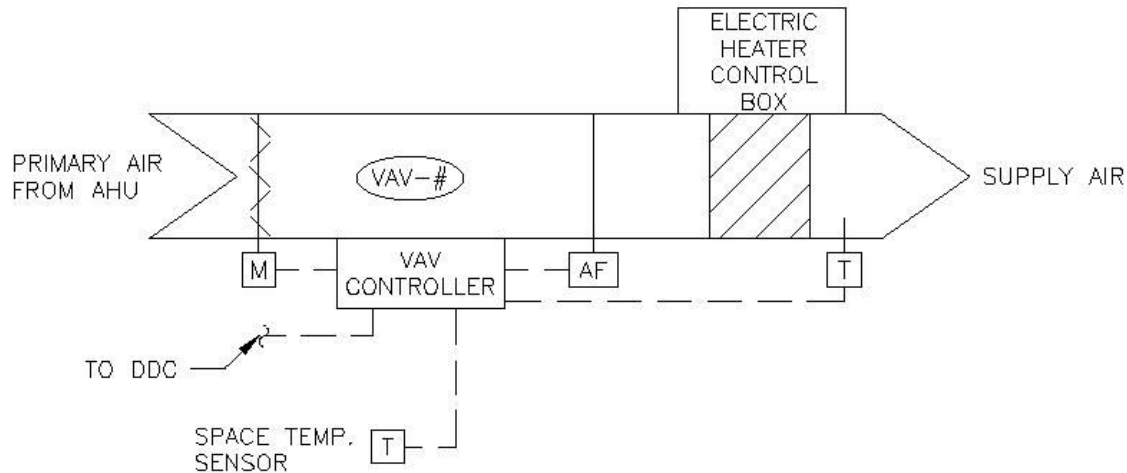 ELECTRIC
HEATER
CONTROL
BOX
PRIMARY AIR
FROM AHU
VAV-#
SUPPLY AIR
M
VAV
CONTROLLER
AF
T
TO DDC
SPACE TEMP.
SENSOR
T